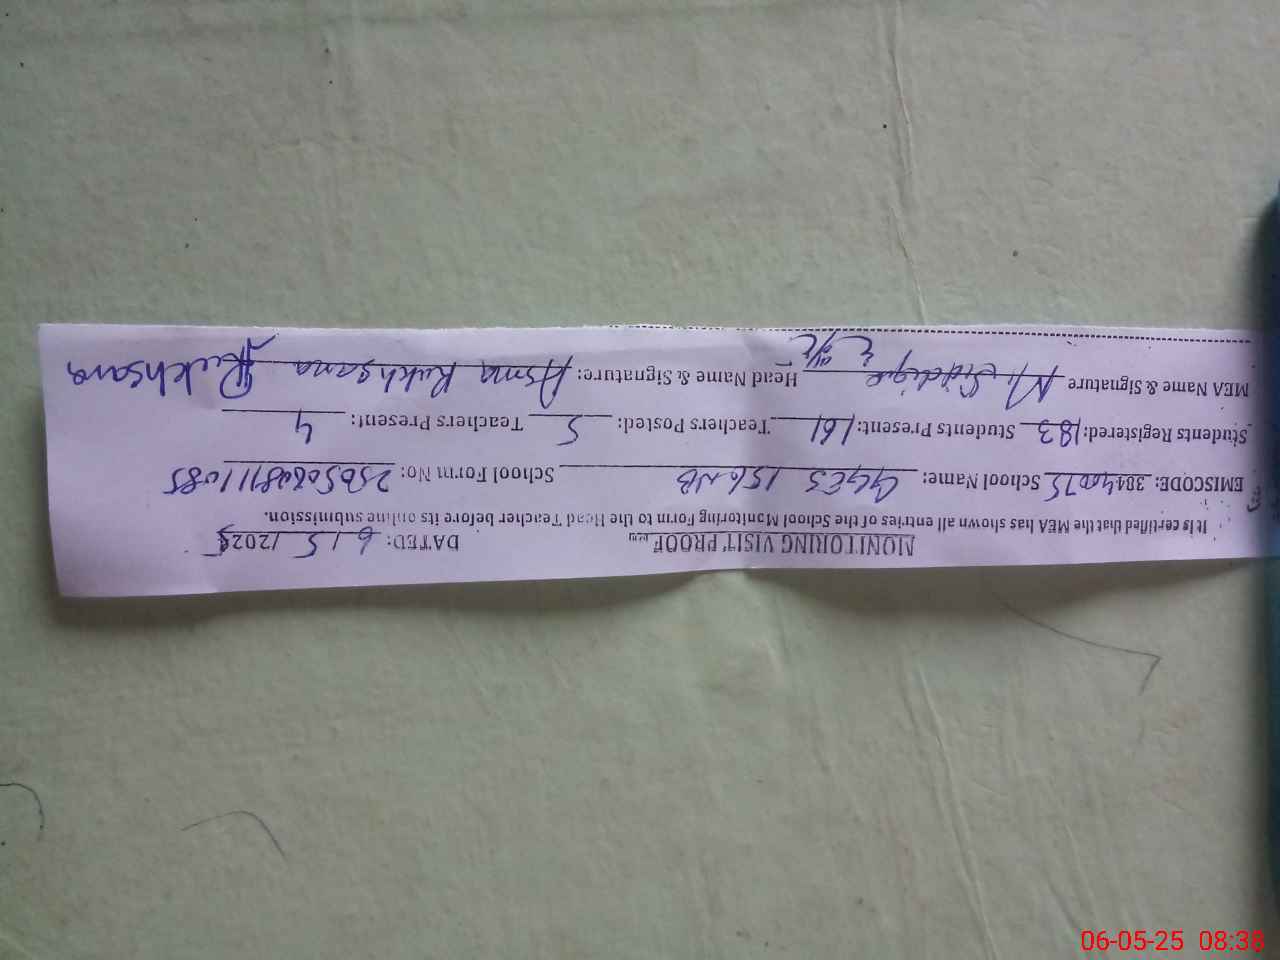 MONITORING VISIT PROOF DATED: 6/5/2025
It is certified that the MEA has shown all entries of the School Monitoring Form to the Head Teacher before its online submission.
EMISCODE: 38440075 School Name: GGES 156 NB School Form No:
Students Registered: 183 Students Present: 161 Teachers Posted: 5 Teachers Present: 4
MEA Name & Signature M. Siddique Head Name & Signature: Asma Rukhsana Rukhsana
06-05-25 08:38